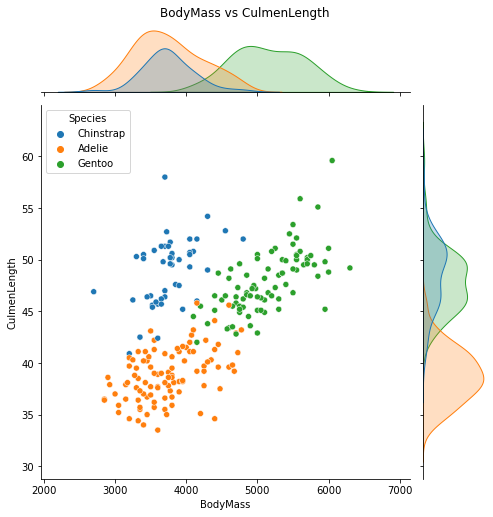 BodyMass vs CulmenLength
Species
Chinstrap
Adelie
Gentoo
60
55
50
45
40
35
30
CulmenLength
2000 3000 4000 5000 6000 7000
BodyMass